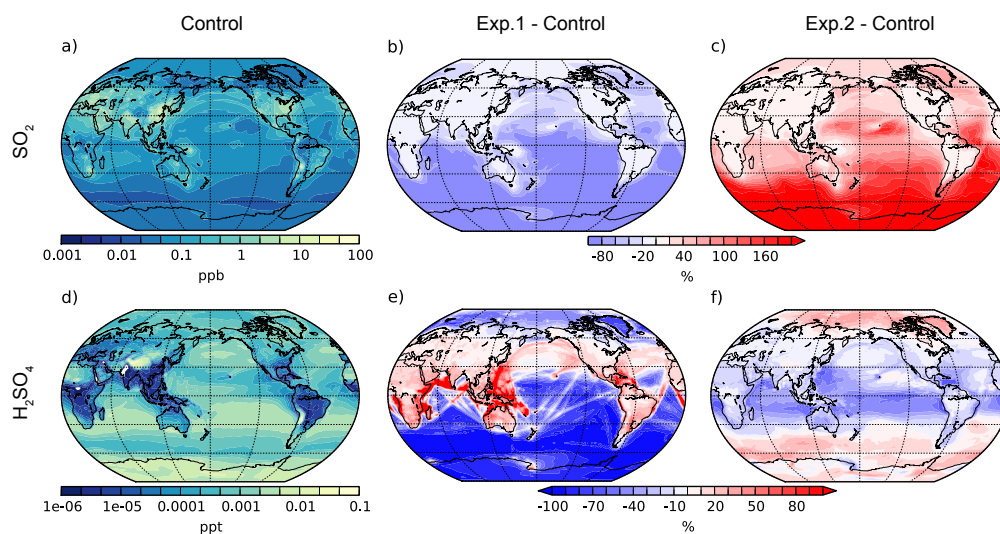 Control Exp.1 - Control Exp.2 - Control
a) b) c)
SO2
0.001 0.01 0.1 1 5 10 100
ppb
-80 -20 40 100 160
%
d) e) f)
H2SO4
1e-06 1e-05 0.0001 0.001 0.01 0.1
ppt
-100 -70 -40 -10 20 50 80
%